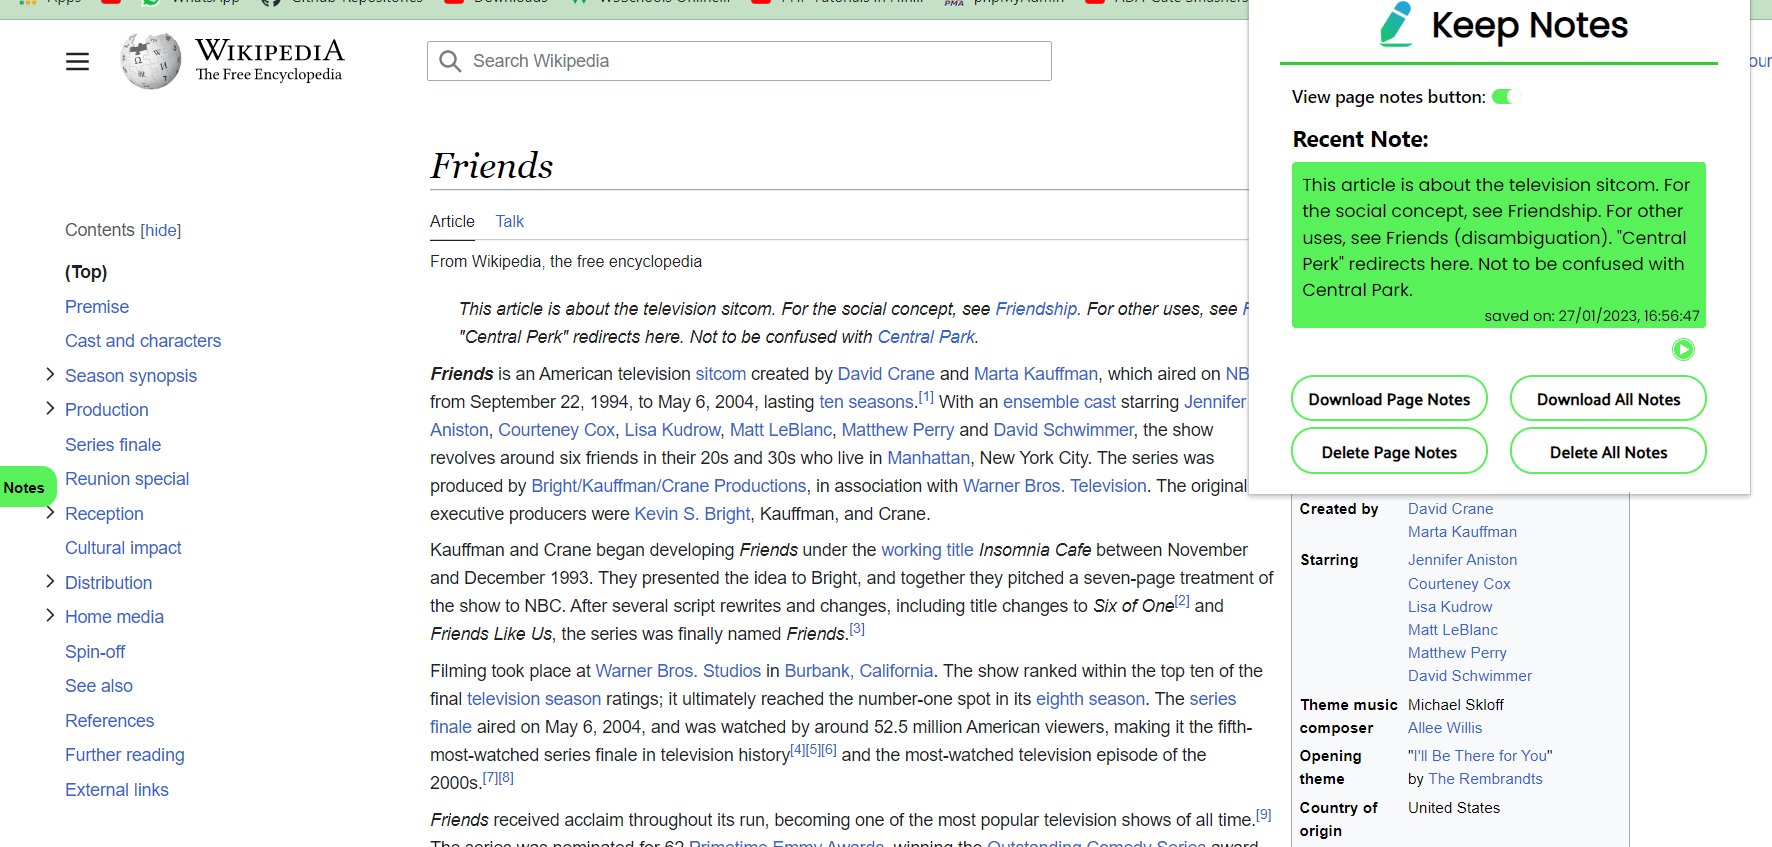 Apps
WhatsApp
Github Repositories
Downloads
W3Schools Online...
PHP Tutorials in Hin...
PMA phpMyAdmin
ADA Gate Smashers
WIKIPEDIA
The Free Encyclopedia
Search Wikipedia
Friends
Article Talk
From Wikipedia, the free encyclopedia
Contents [hide]
(Top)
Premise
Cast and characters
Season synopsis
Production
Series finale
Reunion special
Notes
Reception
Cultural impact
Distribution
Home media
Spin-off
See also
References
Further reading
External links
This article is about the television sitcom. For the social concept, see Friendship. For other uses, see F
"Central Perk" redirects here. Not to be confused with Central Park.
Friends is an American television sitcom created by David Crane and Marta Kauffman, which aired on NB
from September 22, 1994, to May 6, 2004, lasting ten seasons.[1] With an ensemble cast starring Jennifer
Aniston, Courteney Cox, Lisa Kudrow, Matt LeBlanc, Matthew Perry and David Schwimmer, the show
revolves around six friends in their 20s and 30s who live in Manhattan, New York City. The series was
produced by Bright/Kauffman/Crane Productions, in association with Warner Bros. Television. The original
executive producers were Kevin S. Bright, Kauffman, and Crane.
Kauffman and Crane began developing Friends under the working title Insomnia Cafe between November
and December 1993. They presented the idea to Bright, and together they pitched a seven-page treatment of
the show to NBC. After several script rewrites and changes, including title changes to Six of One[2] and
Friends Like Us, the series was finally named Friends.[3]
Filming took place at Warner Bros. Studios in Burbank, California. The show ranked within the top ten of the
final television season ratings; it ultimately reached the number-one spot in its eighth season. The series
finale aired on May 6, 2004, and was watched by around 52.5 million American viewers, making it the fifth-
most-watched series finale in television history[4][5][6] and the most-watched television episode of the
2000s.[7][8]
Friends received acclaim throughout its run, becoming one of the most popular television shows of all time.[9]
The series was nominated for 62 Primetime Emmy Awards, winning the Outstanding Comedy Series award
Keep Notes
our
View page notes button:
Recent Note:
This article is about the television sitcom. For
the social concept, see Friendship. For other
uses, see Friends (disambiguation). "Central
Perk" redirects here. Not to be confused with
Central Park.
saved on: 27/01/2023, 16:56:47
Download Page Notes
Download All Notes
Delete Page Notes
Delete All Notes
Created by David Crane
Marta Kauffman
Starring Jennifer Aniston
Courteney Cox
Lisa Kudrow
Matt LeBlanc
Matthew Perry
David Schwimmer
Theme music Michael Skloff
composer Allee Willis
Opening "I'll Be There for You"
theme by The Rembrandts
Country of United States
origin